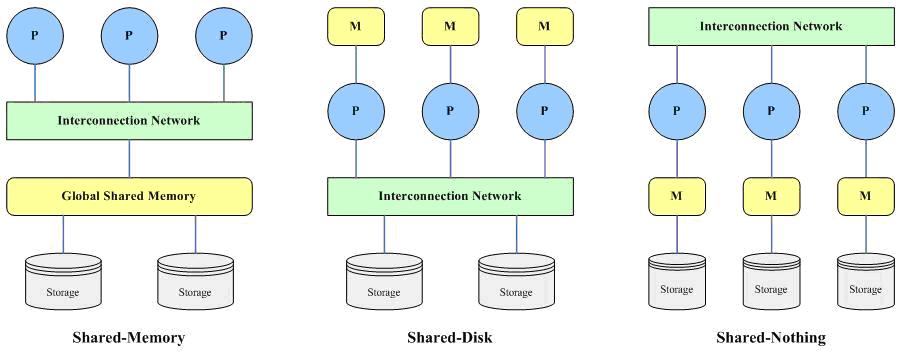 P P P
Interconnection Network
Global Shared Memory
Storage Storage
Shared-Memory
M M M
P P P
Interconnection Network
Storage Storage
Shared-Disk
Interconnection Network
P P P
M M M
Storage Storage Storage
Shared-Nothing